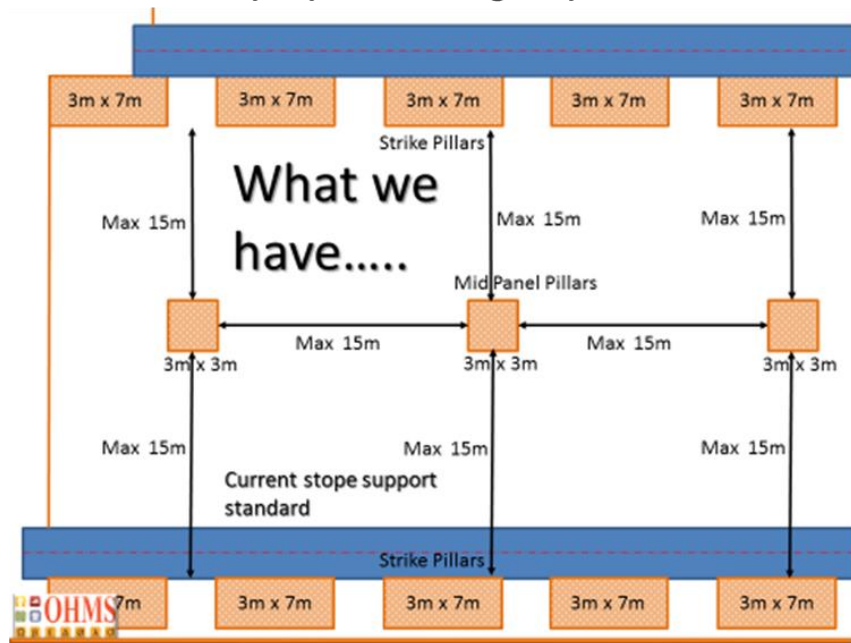 3m x 7m
3m x 7m
3m x 7m
3m x 7m
3m x 7m
Strike Pillars
What we
have.....
Max 15m
Max 15m
Max 15m
Mid Panel Pillars
Max 15m
Max 15m
3m x 3m
3m x 3m
3m x 3m
Max 15m
Max 15m
Max 15m
Current stope support
standard
Strike Pillars
7m
3m x 7m
3m x 7m
3m x 7m
3m x 7m
OHMS